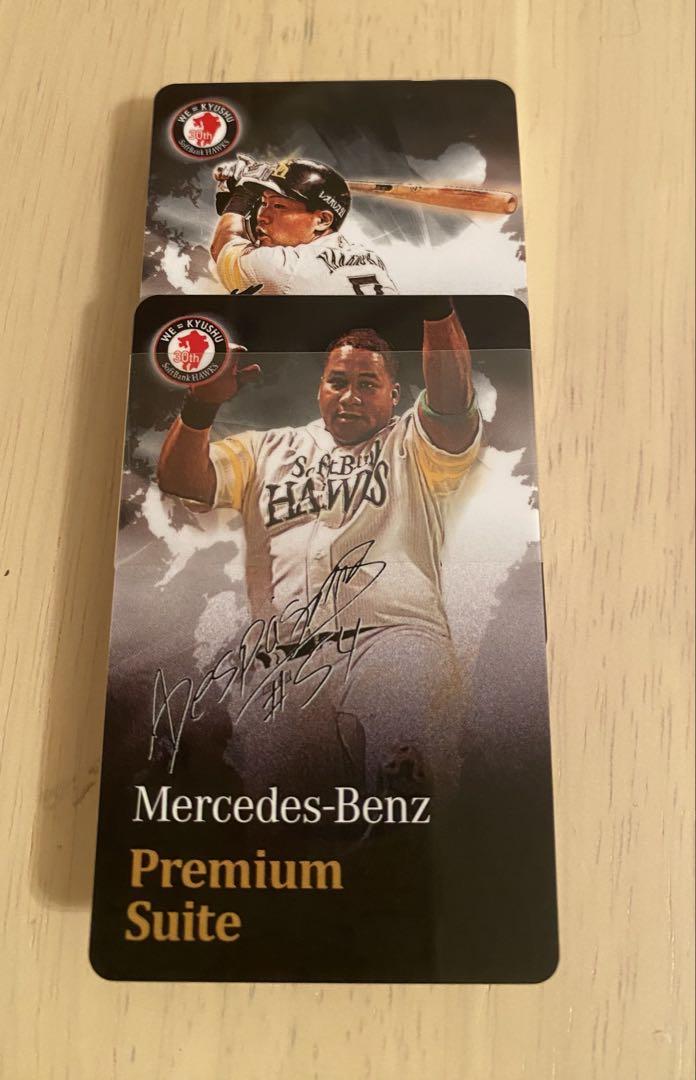 WE=KYUSHU
30th
SoftBank HAWKS
WE=KYUSHU
30th
SoftBank HAWKS
SoftBank
HAWKS
Despaigne
#54
Mercedes-Benz
Premium
Suite